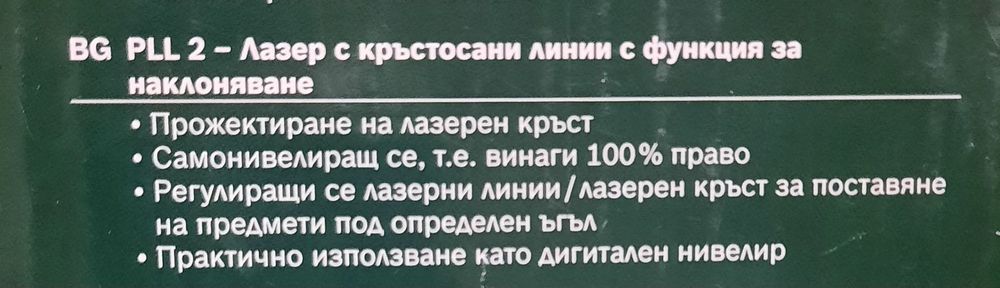 BG PLL 2 – Лазер с кръстосани линии с функция за
наклоняване
• Прожектиране на лазерен кръст
• Самонивелиращ се, т.е. винаги 100% право
• Регулиращи се лазерни линии/лазерен кръст за поставяне
на предмети под определен ъгъл
• Практично използване като дигитален нивелир